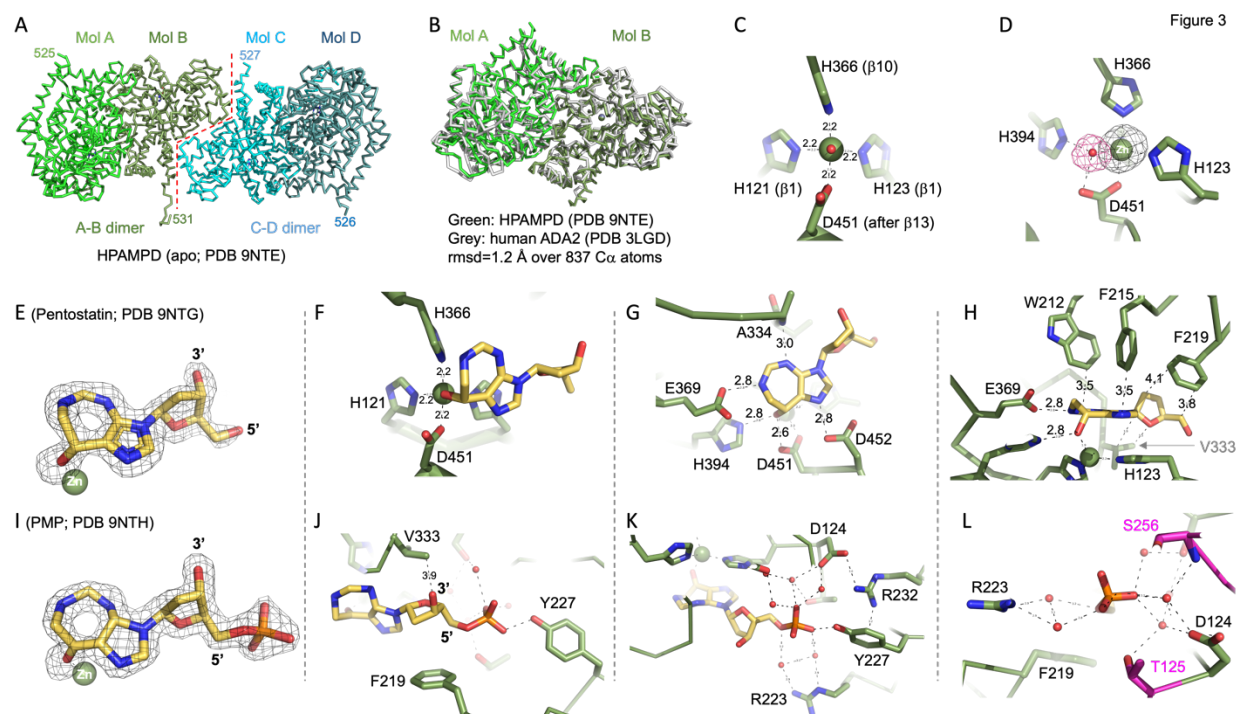 Figure 3
A
Mol A
Mol B
Mol C
Mol D
525
527
531
526
A-B dimer
C-D dimer
HPAMPD (apo; PDB 9NTE)
B
Mol A
Mol B
Green: HPAMPD (PDB 9NTE)
Grey: human ADA2 (PDB 3LGD)
rmsd=1.2 Å over 837 Cα atoms
C
H366 (β10)
2.2
2.2
2.2
2.2
H121 (β1)
H123 (β1)
D451 (after β13)
D
H366
H394
Zn
H123
D451
E (Pentostatin; PDB 9NTG)
3’
5’
Zn
F
H366
2.2
H121
2.2
2.2
D451
G
A334
3.0
2.8
E369
2.8
2.8
2.6
H394
D451
D452
H
F215
W212
F219
E369
3.5
3.5
4.1
2.8
3.8
2.8
V333
H123
I (PMP; PDB 9NTH)
3’
5’
Zn
J
V333
3.9
3’
5’
Y227
F219
K
D124
R232
Y227
R223
L
S256
R223
D124
F219
T125